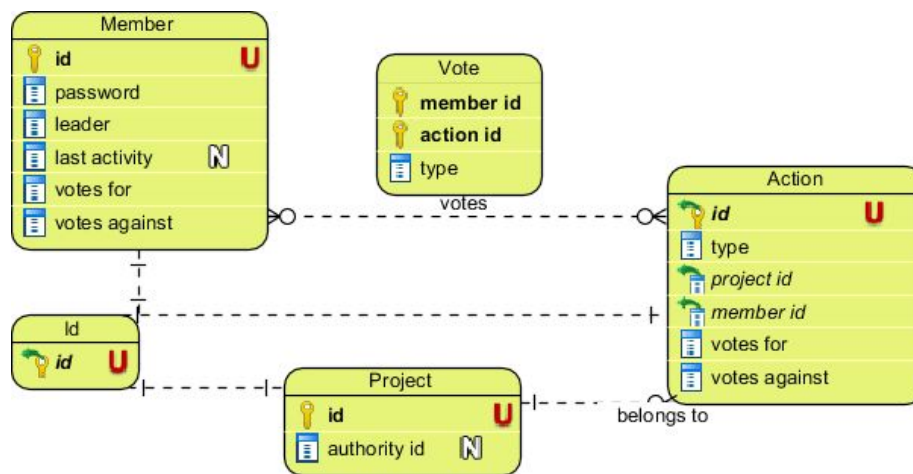 Member
id U
password
leader
last activity N
votes for
votes against
Vote
member id
action id
type
votes
Action
id U
type
project id
member id
votes for
votes against
Id
id U
Project
id U
authority id N
belongs to